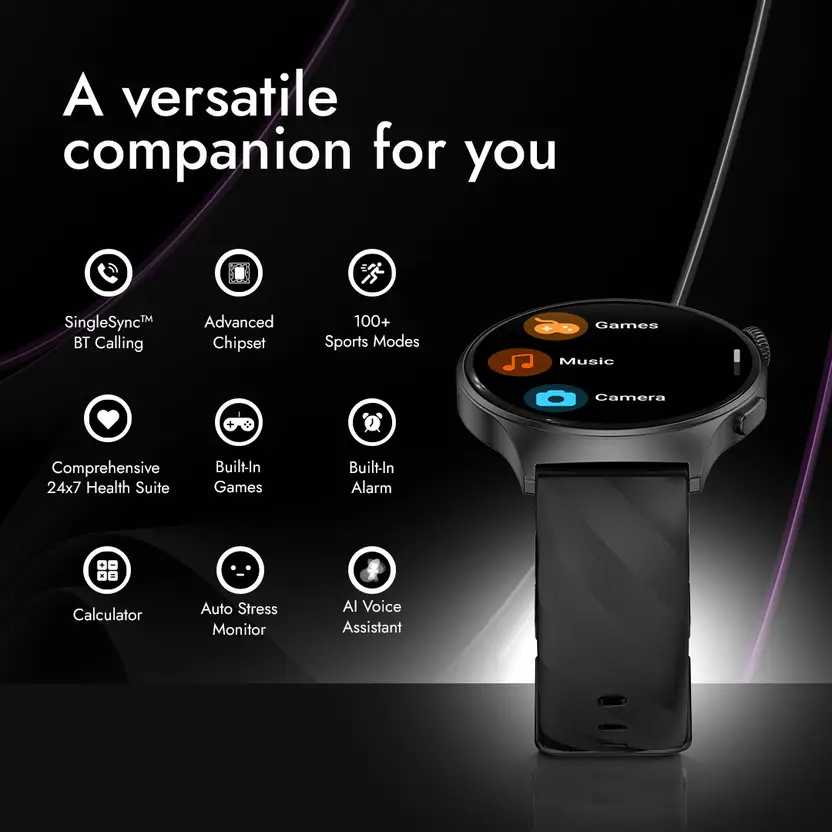 A versatile
companion for you
SingleSync™
BT Calling
Advanced
Chipset
100+
Sports Modes
Comprehensive
24x7 Health Suite
Built-In
Games
Built-In
Alarm
Calculator
Auto Stress
Monitor
AI Voice
Assistant
Games
Music
Camera